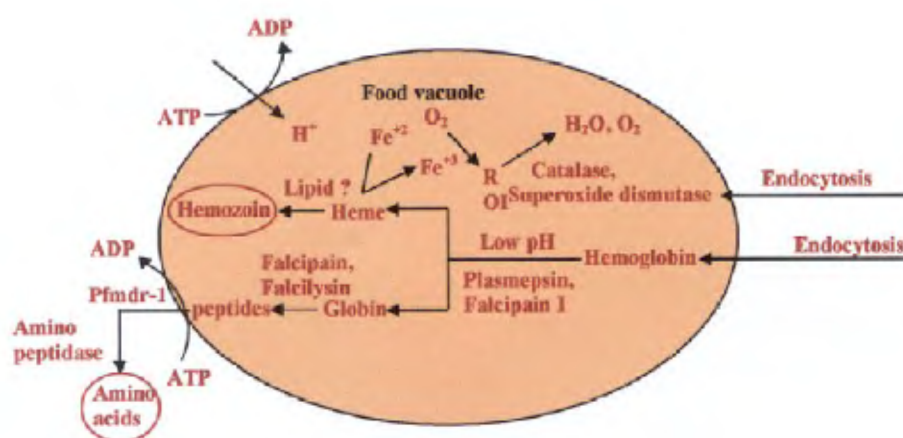 ADP
ATP
H⁺
Food vacuole
O₂
Fe⁺²
Fe⁺³
H₂O, O₂
R
OI
Catalase,
Superoxide dismutase
Endocytosis
Lipid ?
Hemozoin
Heme
Low pH
Hemoglobin
Endocytosis
Plasmepsin,
Falcipain 1
ADP
Falcipain,
Falcilysin
Pfmdr-1
peptides
Globin
Amino
peptidase
ATP
Amino
acids